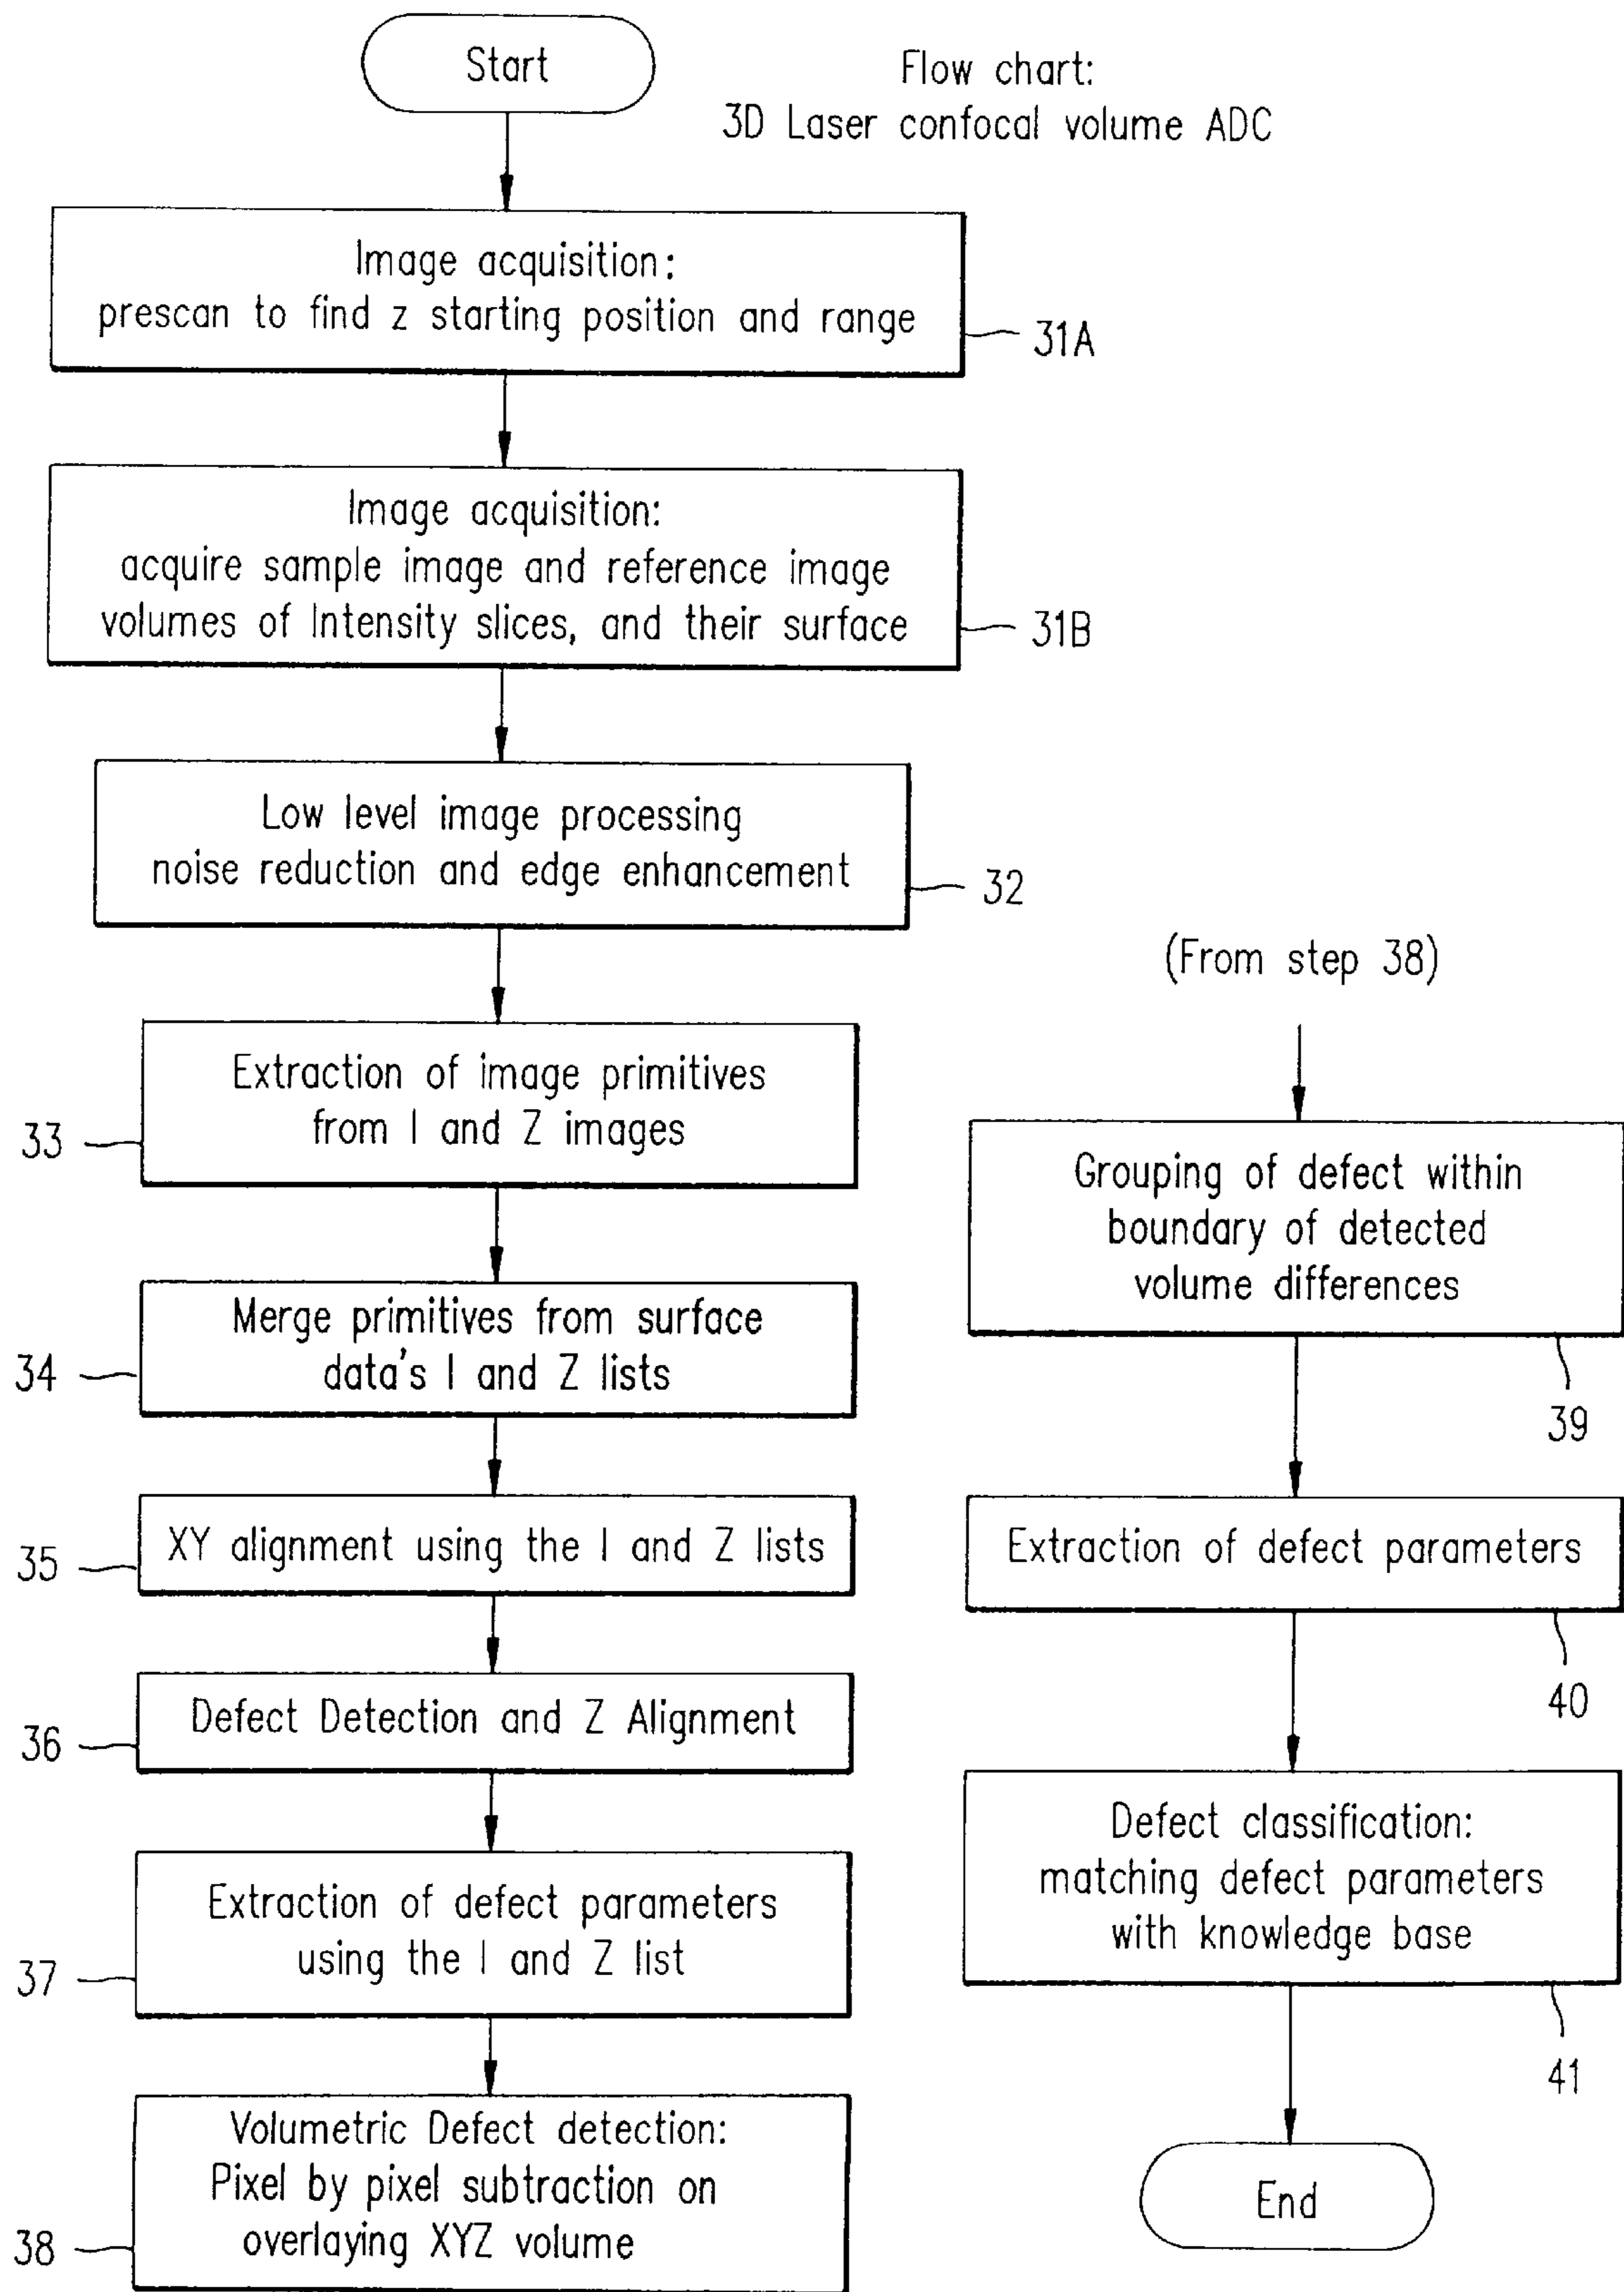 Start
Flow chart:
3D Laser confocal volume ADC
Image acquisition:
prescan to find z starting position and range
31A
Image acquisition:
acquire sample image and reference image
volumes of Intensity slices, and their surface
31B
Low level image processing
noise reduction and edge enhancement
32
Extraction of image primitives
from I and Z images
33
Merge primitives from surface
data's I and Z lists
34
XY alignment using the I and Z lists
35
Defect Detection and Z Alignment
36
Extraction of defect parameters
using the I and Z list
37
Volumetric Defect detection:
Pixel by pixel subtraction on
overlaying XYZ volume
38
(From step 38)
Grouping of defect within
boundary of detected
volume differences
39
Extraction of defect parameters
40
Defect classification:
matching defect parameters
with knowledge base
41
End